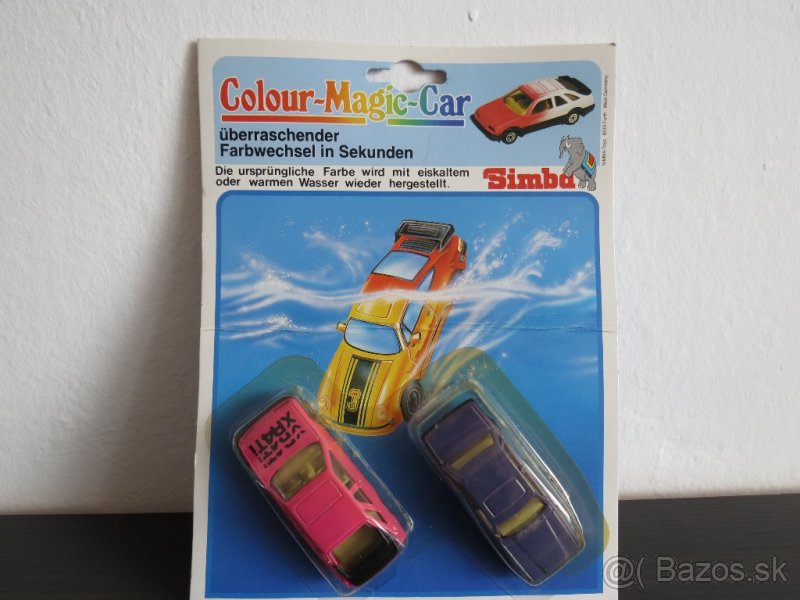 Colour-Magic-Car
überraschender
Farbwechsel in Sekunden
Die ursprüngliche Farbe wird mit eiskaltem
oder warmen Wasser wieder hergestellt.
Simba
XR4Ti
@( Bazos.sk